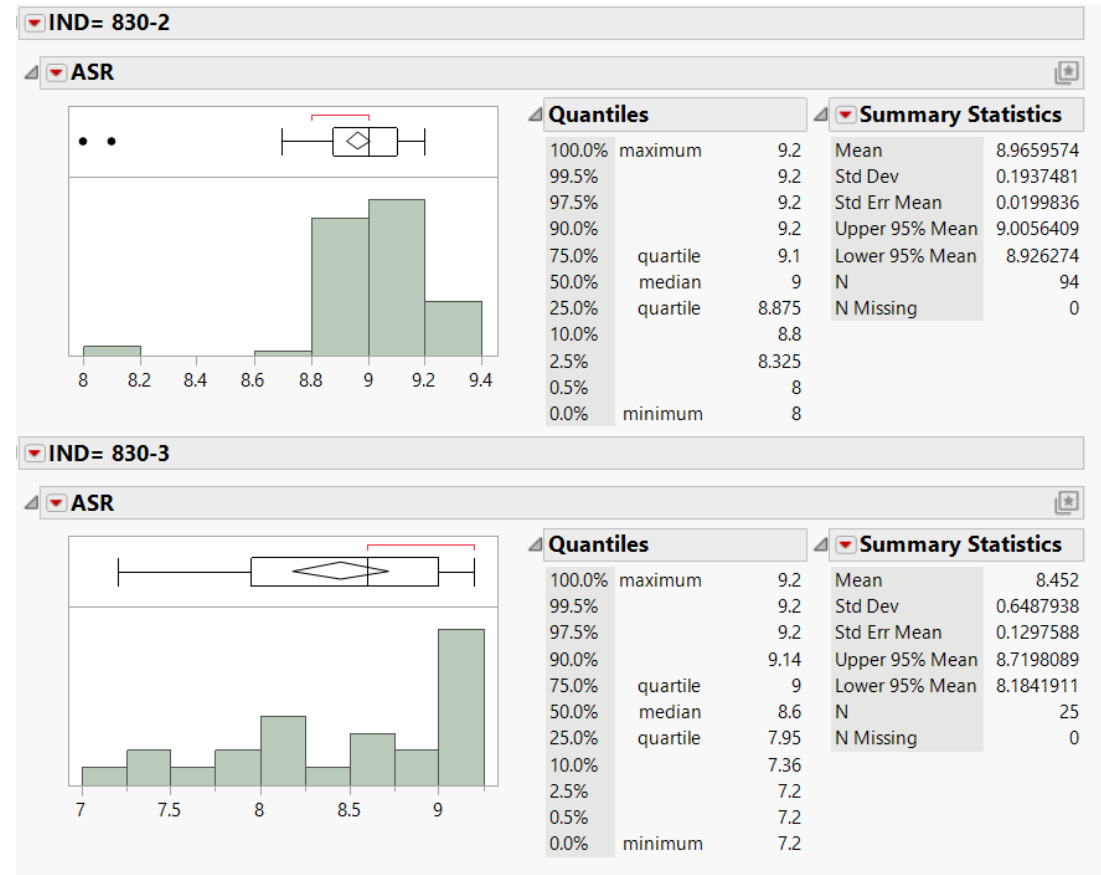 IND= 830-2
ASR
8 8.2 8.4 8.6 8.8 9 9.2 9.4
Quantiles
100.0% maximum 9.2
99.5% 9.2
97.5% 9.2
90.0% 9.2
75.0% quartile 9.1
50.0% median 9
25.0% quartile 8.875
10.0% 8.8
2.5% 8.325
0.5% 8
0.0% minimum 8
Summary Statistics
Mean 8.9659574
Std Dev 0.1937481
Std Err Mean 0.0199836
Upper 95% Mean 9.0056409
Lower 95% Mean 8.926274
N 94
N Missing 0
IND= 830-3
ASR
7 7.5 8 8.5 9
Quantiles
100.0% maximum 9.2
99.5% 9.2
97.5% 9.2
90.0% 9.14
75.0% quartile 9
50.0% median 8.6
25.0% quartile 7.95
10.0% 7.36
2.5% 7.2
0.5% 7.2
0.0% minimum 7.2
Summary Statistics
Mean 8.452
Std Dev 0.6487938
Std Err Mean 0.1297588
Upper 95% Mean 8.7198089
Lower 95% Mean 8.1841911
N 25
N Missing 0